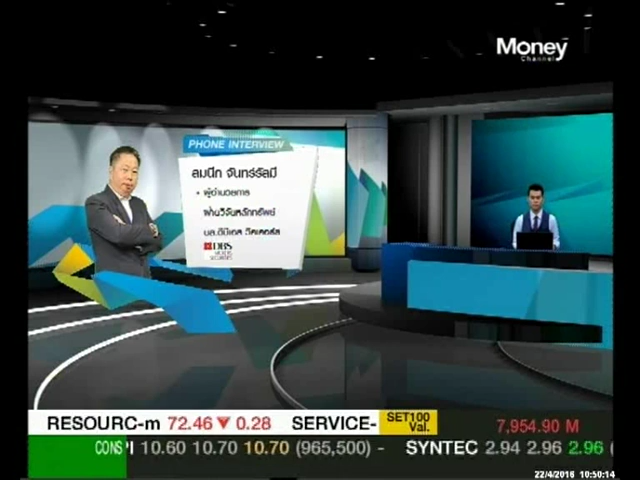 Money
Channel
PHONE INTERVIEW
สมนึก จันทร์รัสมี
• ผู้อำนวยการ
ฝ่ายวิจัยหลักทรัพย์
บล.ดีบีเอส วิคเคอร์ส
DBS
RESOURC-m 72.46 ▼ 0.28 SERVICE-
SET100
Val.
7,954.90 M
CONS PI 10.60 10.70 10.70 (965,500) - SYNTEC 2.94 2.96 2.96 (
22/4/2016 10:50:14